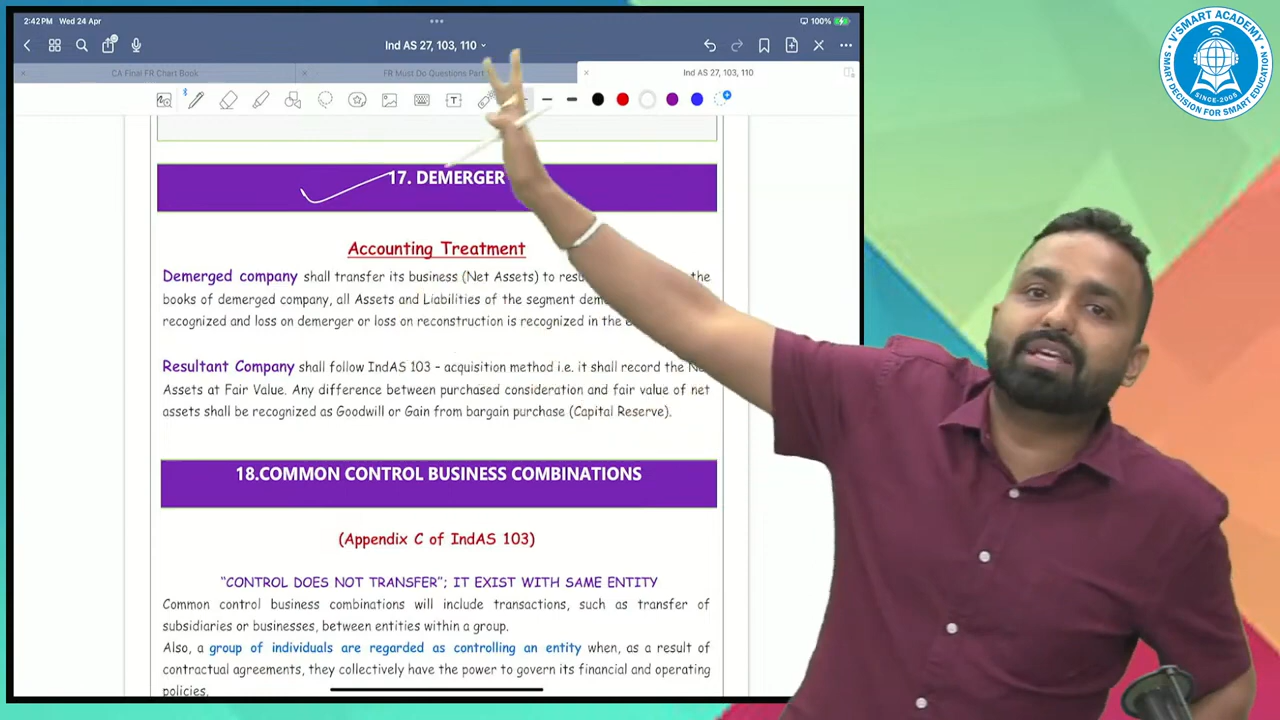 2:42 PM Wed 24 Apr
100%
Ind AS 27, 103, 110
CA Final FR Chart Book
FR Must Do Questions Part
Ind AS 27, 103, 110
17. DEMERGER
Accounting Treatment
Demerged company shall transfer its business (Net Assets) to the
books of demerged company, all Assets and Liabilities of the segment
recognized and loss on demerger or loss on reconstruction is recognized in the
Resultant Company shall follow IndAS 103 – acquisition method i.e. it shall record the
Assets at Fair Value. Any difference between purchased consideration and fair value of net
assets shall be recognized as Goodwill or Gain from bargain purchase (Capital Reserve).
18.COMMON CONTROL BUSINESS COMBINATIONS
(Appendix C of IndAS 103)
“CONTROL DOES NOT TRANSFER”; IT EXIST WITH SAME ENTITY
Common control business combinations will include transactions, such as transfer of
subsidiaries or businesses, between entities within a group.
Also, a group of individuals are regarded as controlling an entity when, as a result of
contractual agreements, they collectively have the power to govern its financial and operating
policies.
V'SMART ACADEMY
SINCE-2008
SMART DECISION FOR SMART EDUCATION